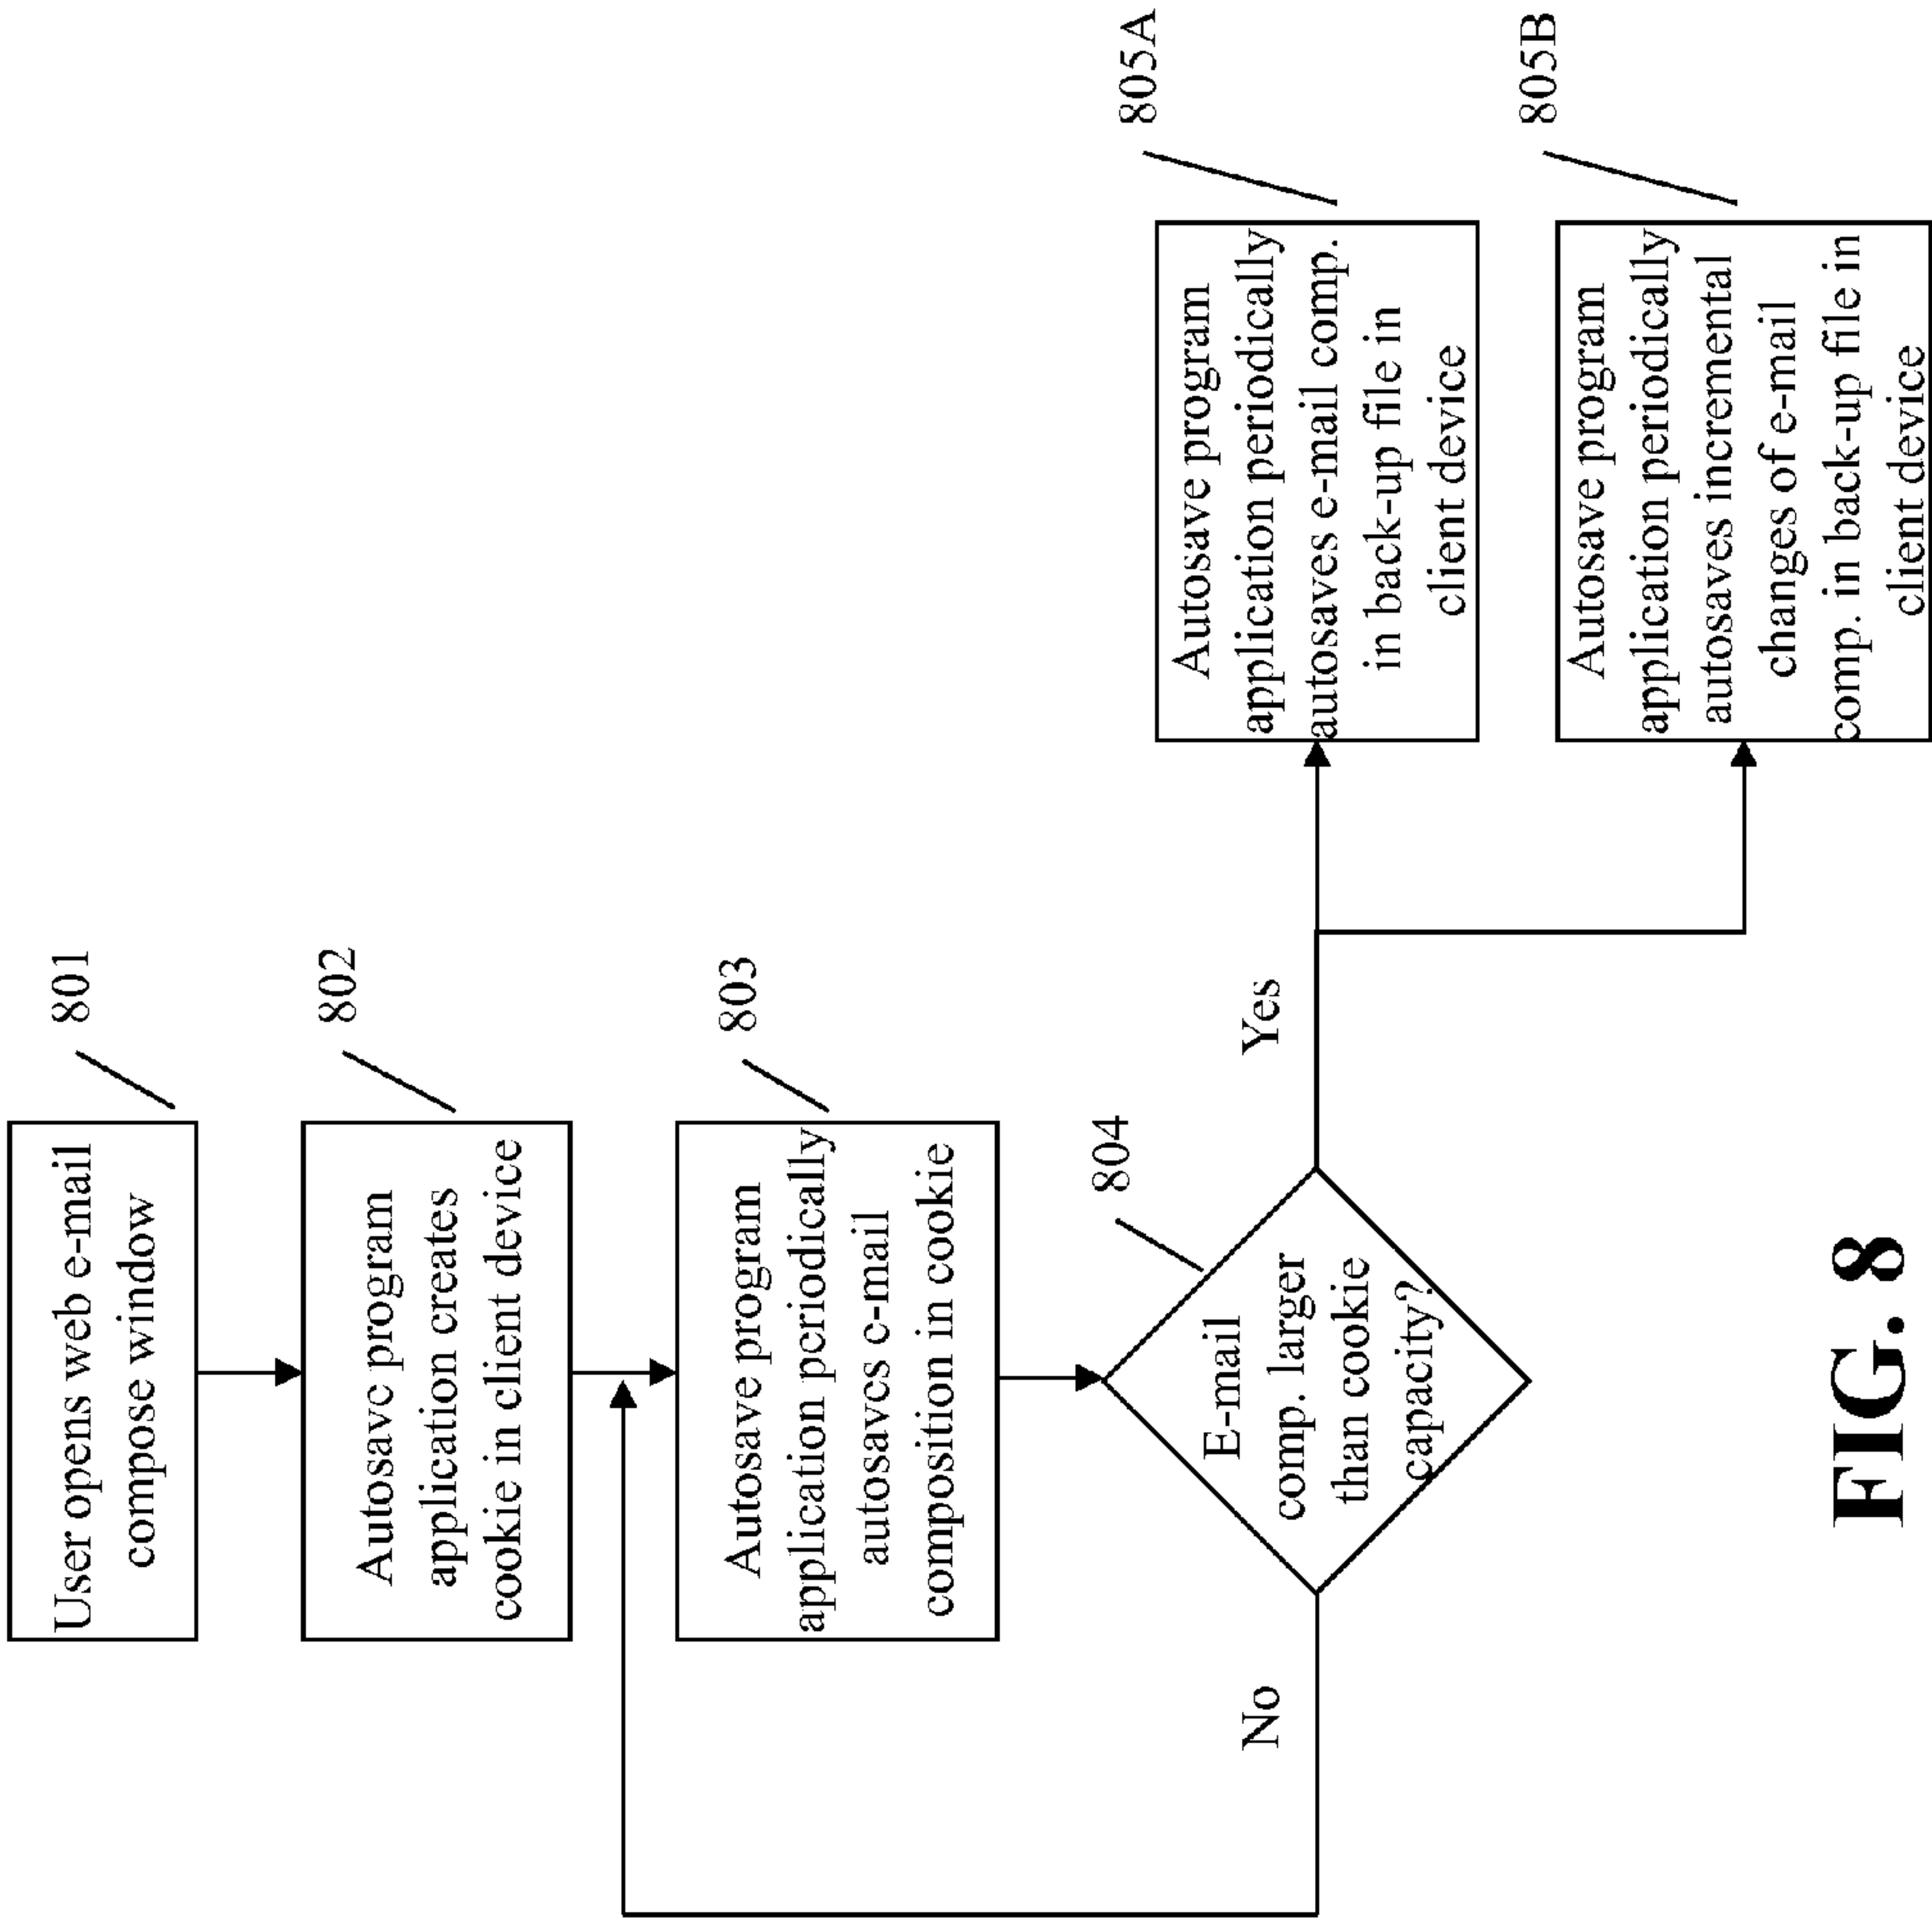 801
User opens web e-mail
compose window
802
Autosave program
application creates
cookie in client device
803
Autosave program
application periodically
autosaves e-mail
composition in cookie
804
E-mail
comp. larger
than cookie
capacity?
No
Yes
805A
Autosave program
application periodically
autosaves e-mail comp.
in back-up file in
client device
805B
Autosave program
application periodically
autosaves incremental
changes of e-mail
comp. in back-up file in
client device
FIG. 8